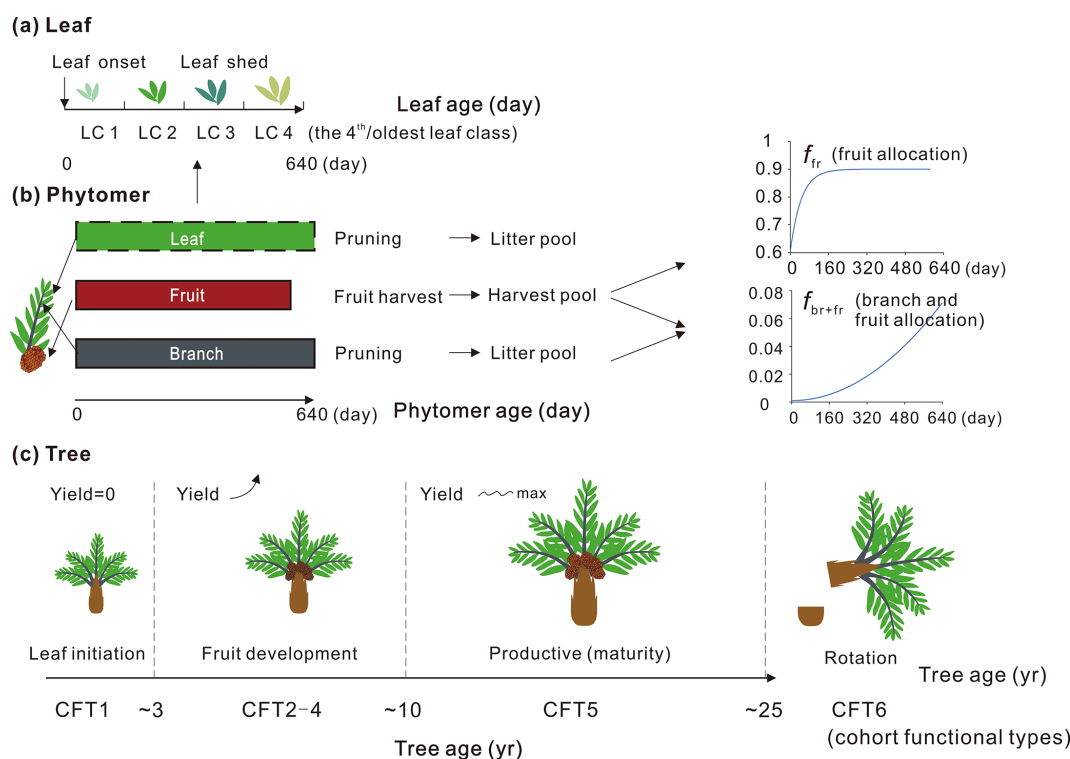 (a) Leaf
Leaf onset Leaf shed
Leaf age (day)
LC 1 LC 2 LC 3 LC 4 (the 4th/oldest leaf class)
0 640 (day)
(b) Phytomer
Leaf Pruning Litter pool
Fruit Fruit harvest Harvest pool
Branch Pruning Litter pool
0 640 (day)
Phytomer age (day)
1
0.9
0.8
0.7
0.6
ffr (fruit allocation)
0 160 320 480 640 (day)
0.08
0.06
0.04
0.02
0
fbr+fr (branch and
fruit allocation)
0 160 320 480 640 (day)
(c) Tree
Yield=0 Yield Yield max
Leaf initiation Fruit development Productive (maturity) Rotation
Tree age (yr)
CFT1 ~3 CFT2–4 ~10 CFT5 ~25 CFT6
(cohort functional types)
Tree age (yr)